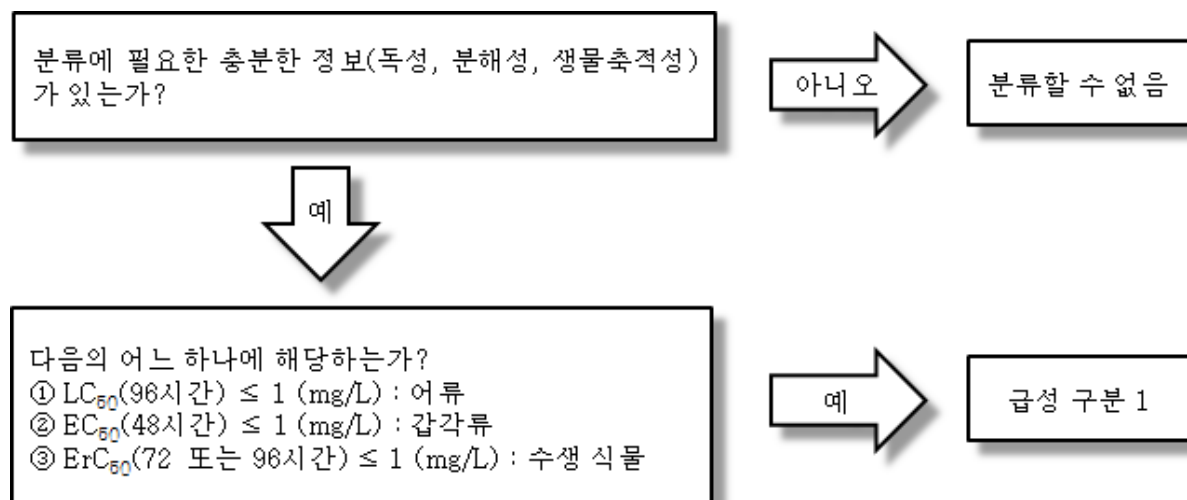 분류에 필요한 충분한 정보(독성, 분해성, 생물축적성)
가 있는가?
아니오
분류할 수 없음
예
다음의 어느 하나에 해당하는가?
① LC50(96시간) ≤ 1 (mg/L) : 어류
② EC50(48시간) ≤ 1 (mg/L) : 갑각류
③ ErC50(72 또는 96시간) ≤ 1 (mg/L) : 수생 식물
예
급성 구분 1